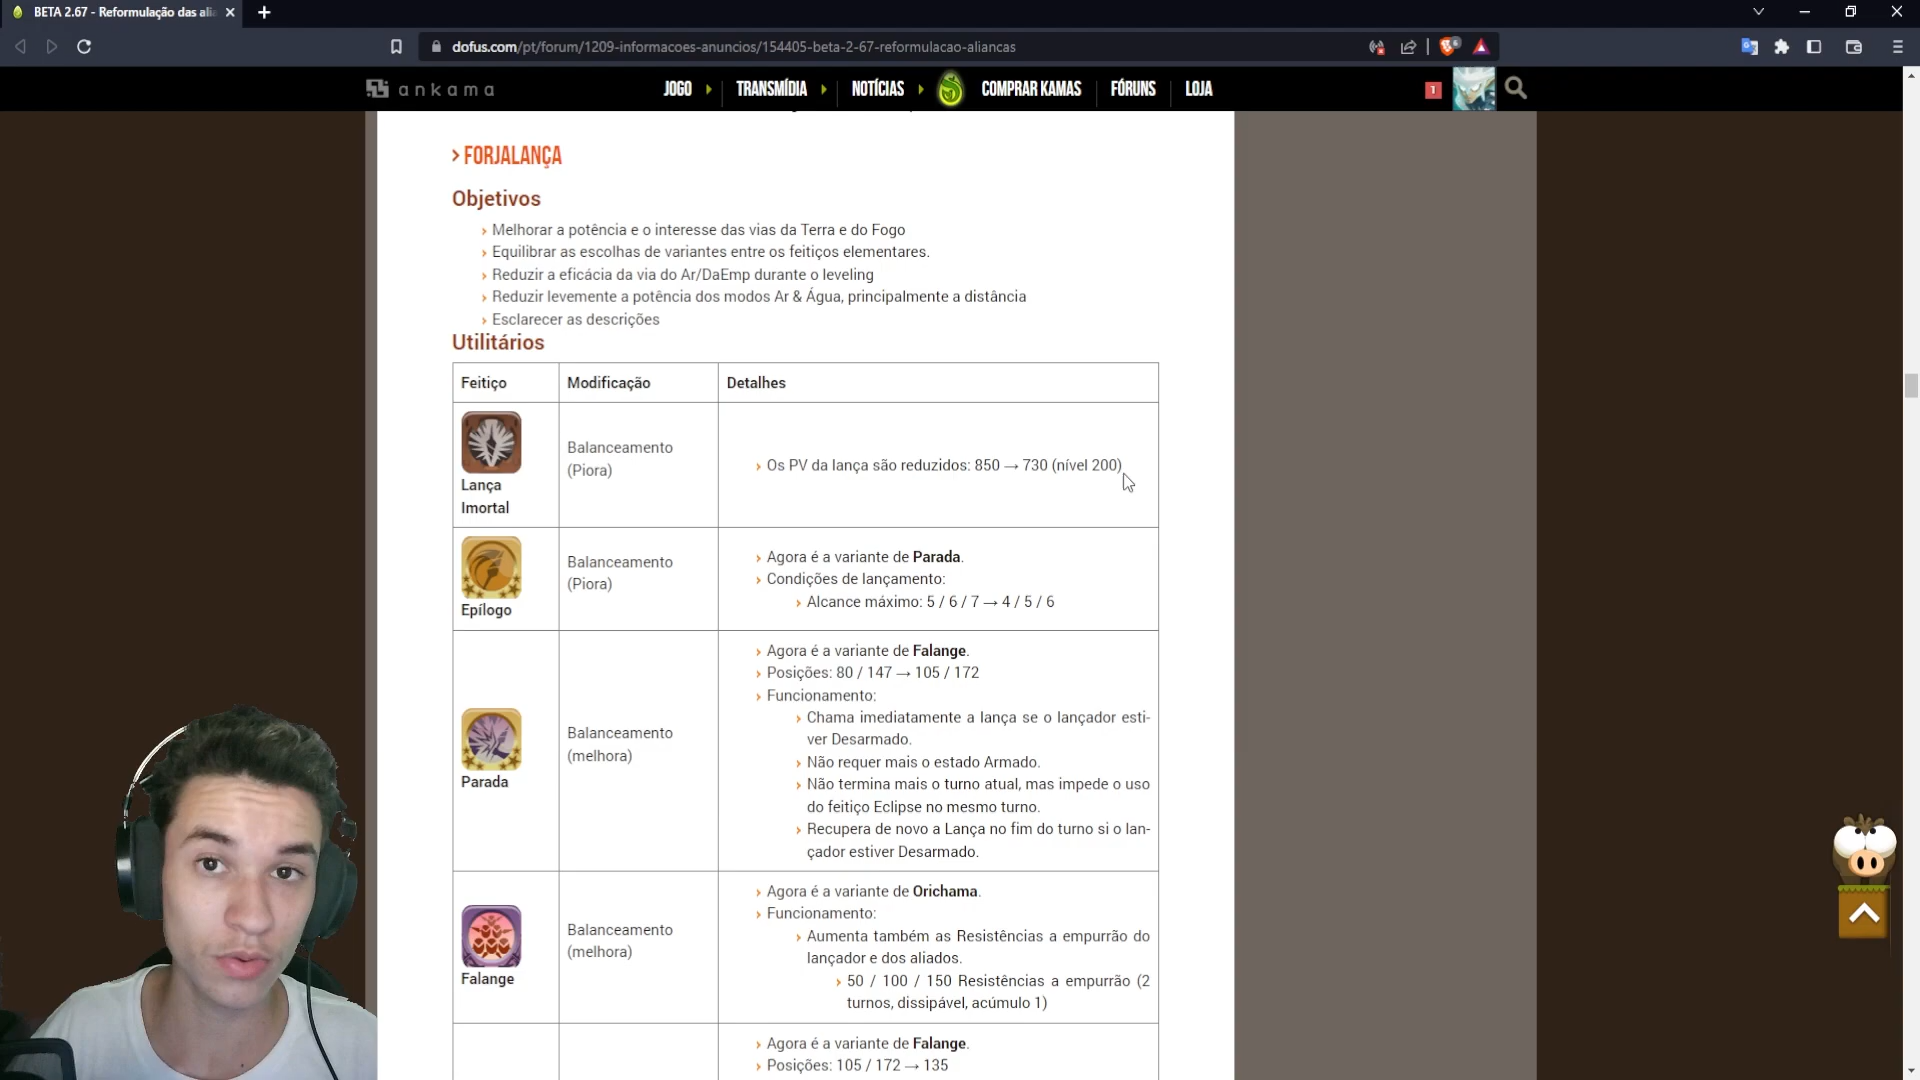 BETA 2.67 - Reformulação das alia
dofus.com/pt/forum/1209-informacoes-anuncios/154405-beta-2-67-reformulacao-aliancas
ankama
JOGO
TRANSMÍDIA
NOTÍCIAS
COMPRAR KAMAS
FÓRUNS
LOJA
1
> FORJALANÇA
Objetivos
› Melhorar a potência e o interesse das vias da Terra e do Fogo
› Equilibrar as escolhas de variantes entre os feitiços elementares.
› Reduzir a eficácia da via do Ar/DaEmp durante o leveling
› Reduzir levemente a potência dos modos Ar & Água, principalmente a distância
› Esclarecer as descrições
Utilitários
Feitiço
Modificação
Detalhes
Lança
Imortal
Balanceamento
(Piora)
› Os PV da lança são reduzidos: 850 → 730 (nível 200)
Epílogo
Balanceamento
(Piora)
› Agora é a variante de Parada.
› Condições de lançamento:
› Alcance máximo: 5 / 6 / 7 → 4 / 5 / 6
Parada
Balanceamento
(melhora)
› Agora é a variante de Falange.
› Posições: 80 / 147 → 105 / 172
› Funcionamento:
› Chama imediatamente a lança se o lançador esti-
ver Desarmado.
› Não requer mais o estado Armado.
› Não termina mais o turno atual, mas impede o uso
do feitiço Eclipse no mesmo turno.
› Recupera de novo a Lança no fim do turno si o lan-
çador estiver Desarmado.
Falange
Balanceamento
(melhora)
› Agora é a variante de Orichama.
› Funcionamento:
› Aumenta também as Resistências a empurrão do
lançador e dos aliados.
› 50 / 100 / 150 Resistências a empurrão (2
turnos, dissipável, acúmulo 1)
› Agora é a variante de Falange.
› Posições: 105 / 172 → 135